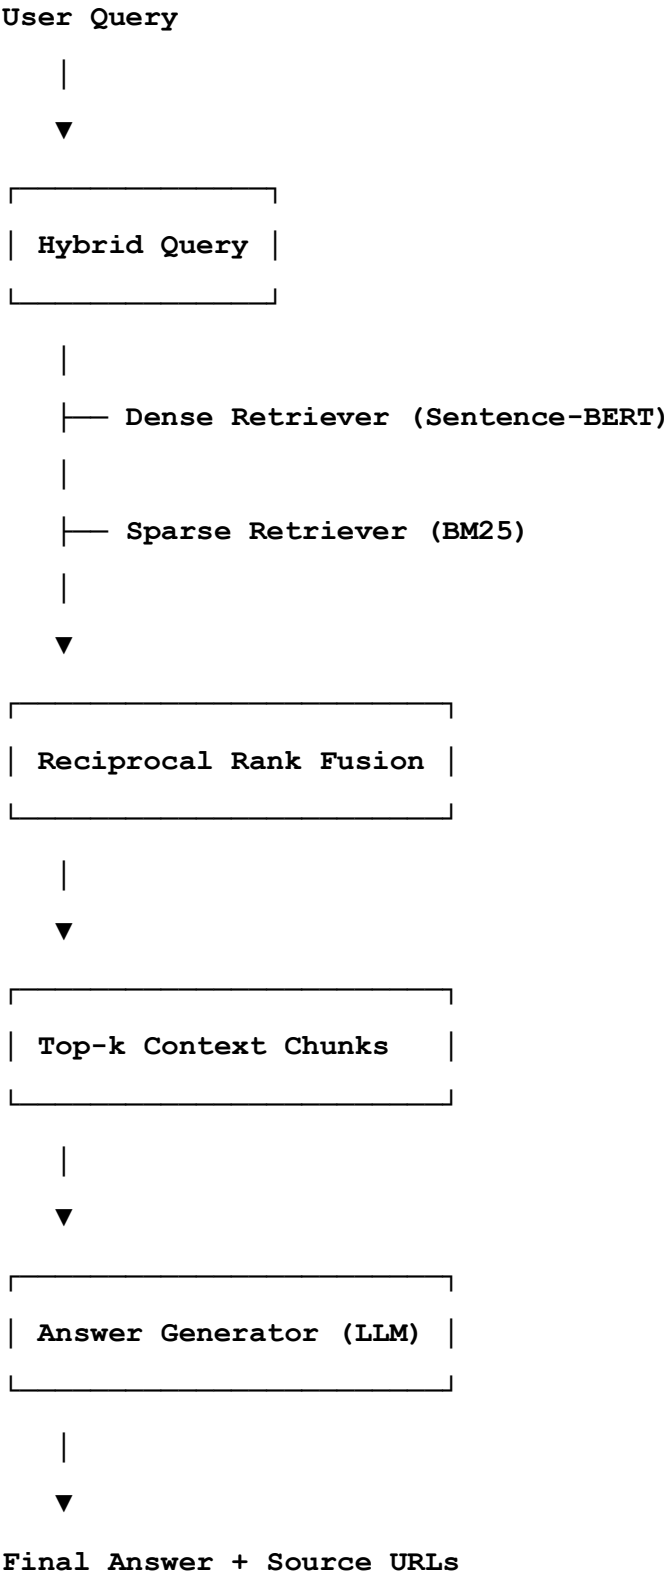 User Query
Hybrid Query
Dense Retriever (Sentence-BERT)
Sparse Retriever (BM25)
Reciprocal Rank Fusion
Top-k Context Chunks
Answer Generator (LLM)
Final Answer + Source URLs